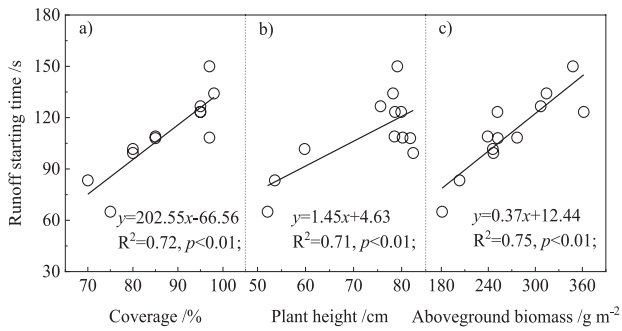 a)
b)
c)
Runoff starting time /s
180
150
120
90
60
30
y=202.55x-66.56
R²=0.72, p<0.01;
y=1.45x+4.63
R²=0.71, p<0.01;
y=0.37x+12.44
R²=0.75, p<0.01;
70 80 90 100
50 60 70 80
180 240 300 360
Coverage /%
Plant height /cm
Aboveground biomass /g m⁻²